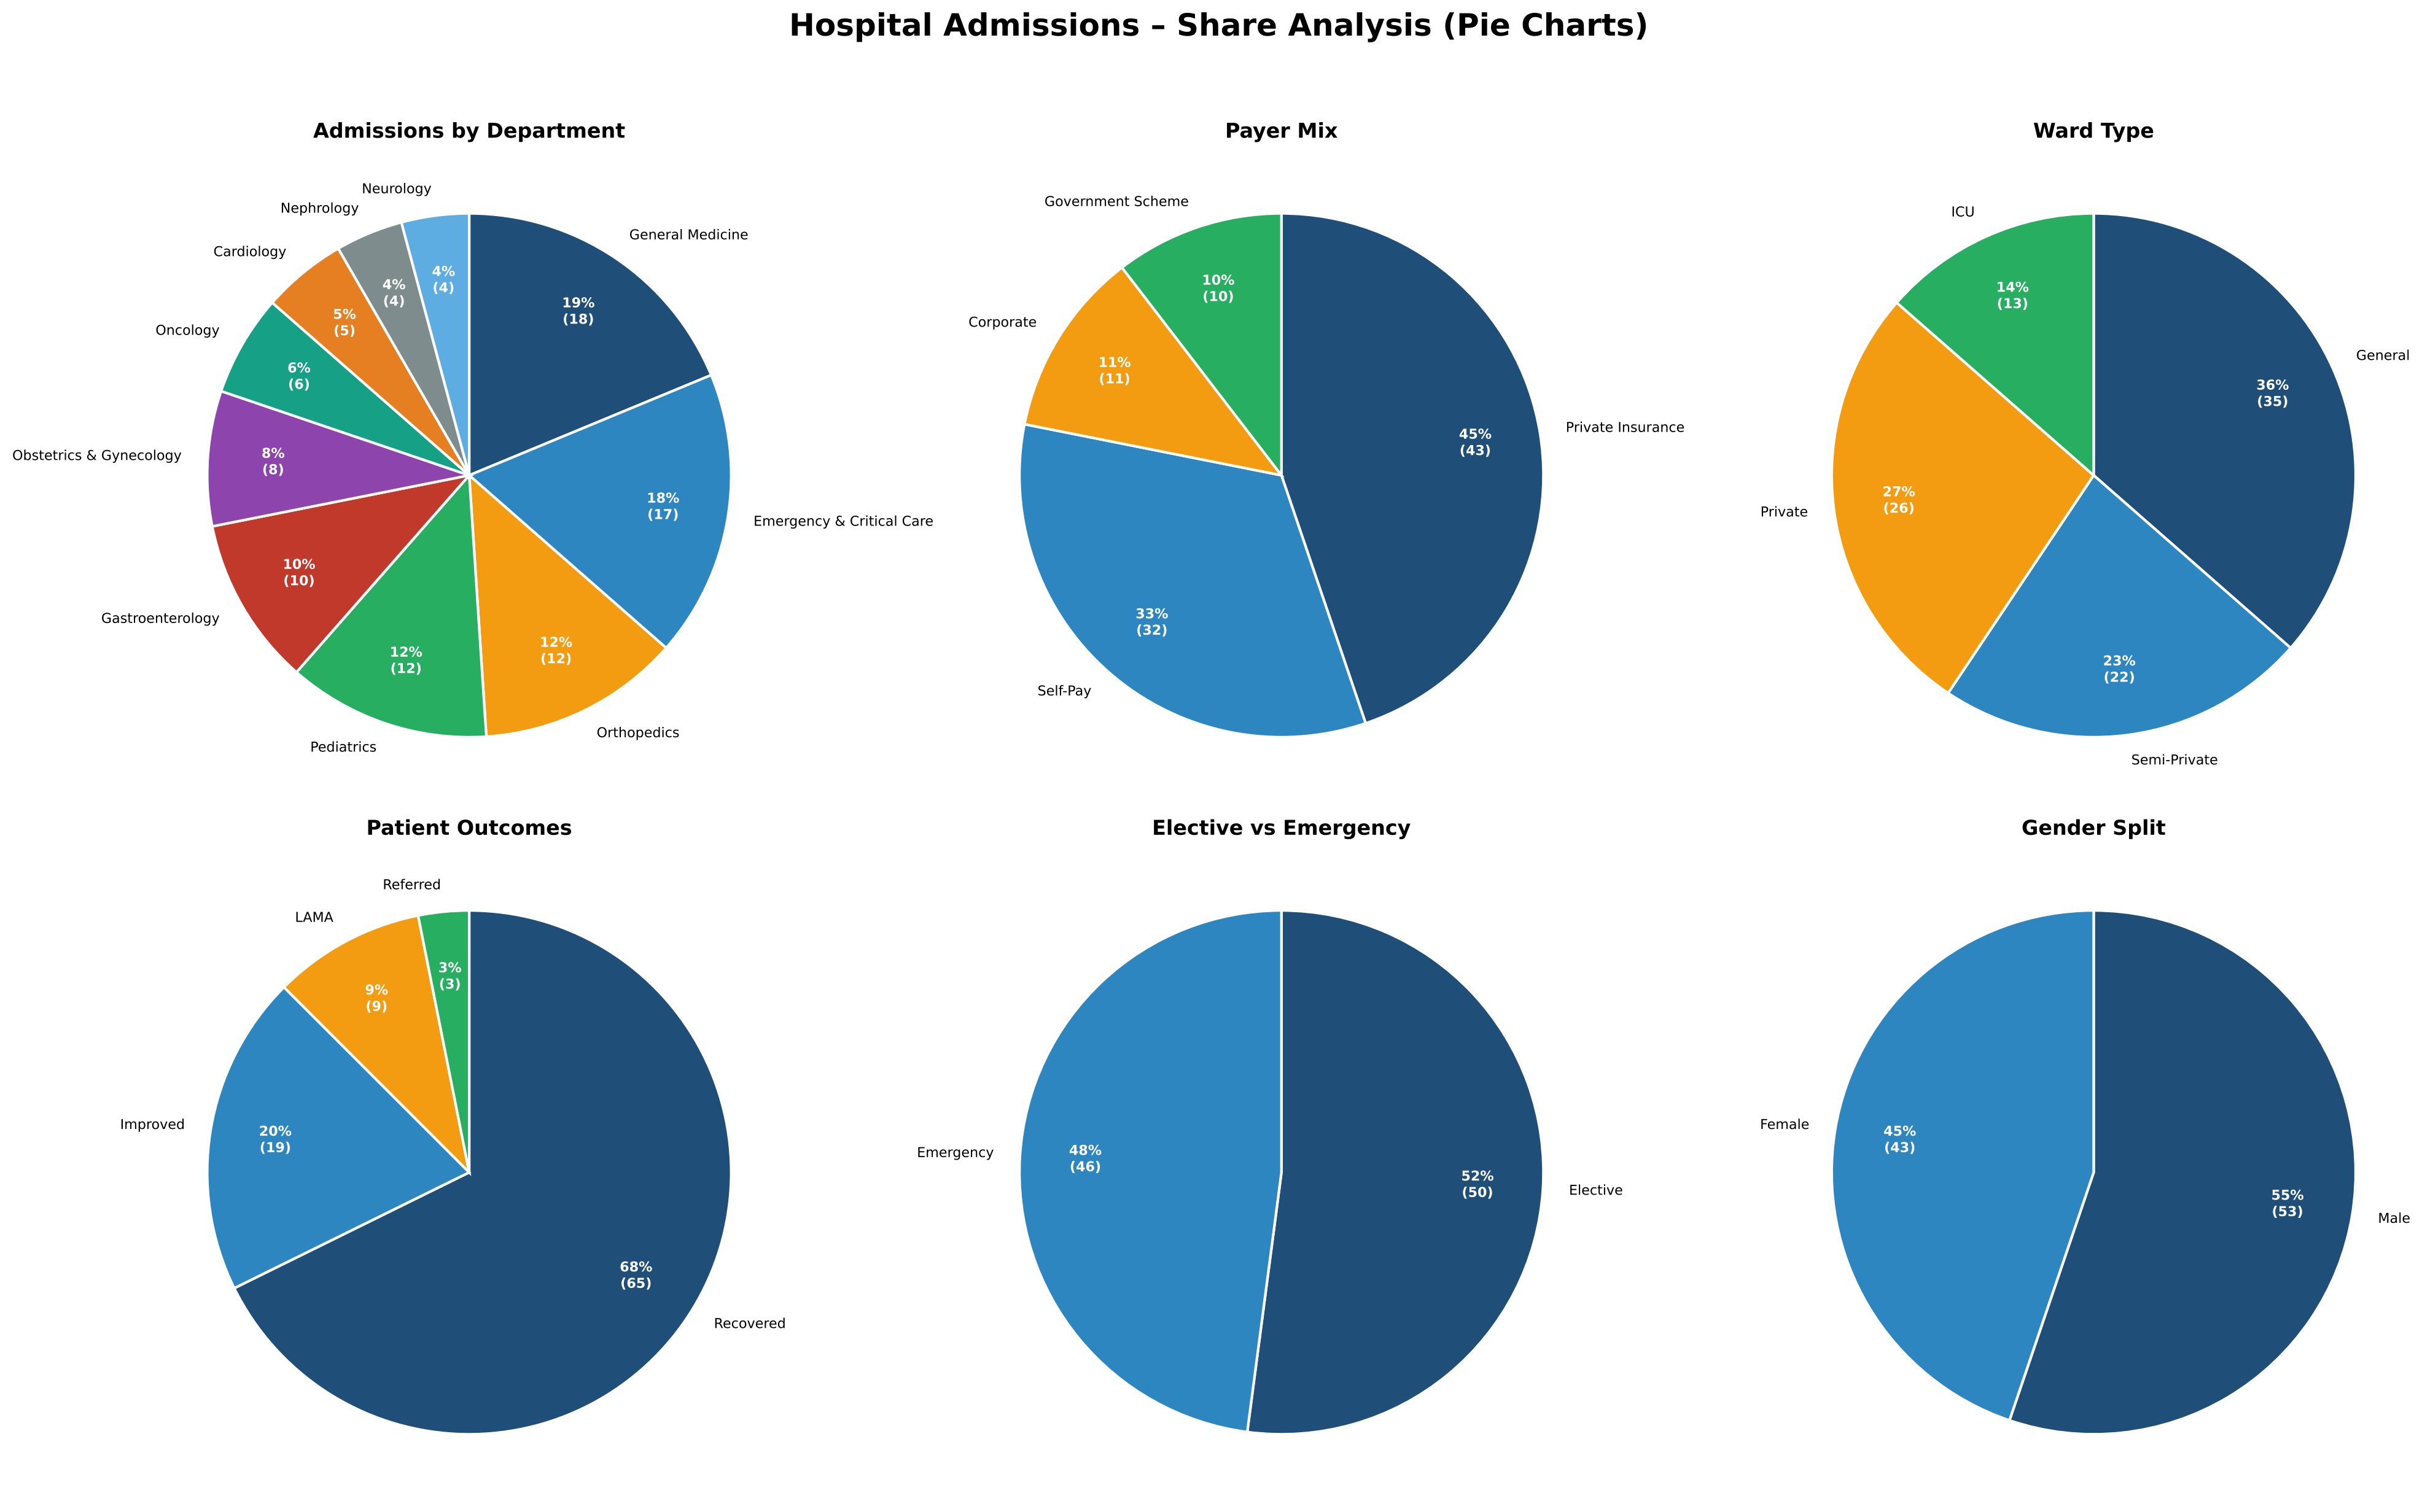 Hospital Admissions – Share Analysis (Pie Charts)
Admissions by Department
Neurology
Nephrology
Cardiology
Oncology
Obstetrics & Gynecology
Gastroenterology
Pediatrics
Orthopedics
Emergency & Critical Care
General Medicine
4%
(4)
4%
(4)
5%
(5)
6%
(6)
8%
(8)
10%
(10)
12%
(12)
12%
(12)
18%
(17)
19%
(18)
Payer Mix
Government Scheme
Corporate
Self-Pay
Private Insurance
10%
(10)
11%
(11)
33%
(32)
45%
(43)
Ward Type
ICU
Private
Semi-Private
General
14%
(13)
27%
(26)
23%
(22)
36%
(35)
Patient Outcomes
Referred
LAMA
Improved
Recovered
3%
(3)
9%
(9)
20%
(19)
68%
(65)
Elective vs Emergency
Emergency
Elective
48%
(46)
52%
(50)
Gender Split
Female
Male
45%
(43)
55%
(53)